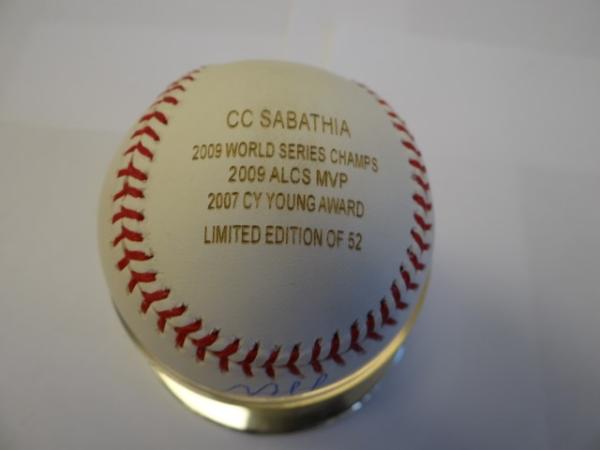 CC SABATHIA
2009 WORLD SERIES CHAMPS
2009 ALCS MVP
2007 CY YOUNG AWARD
LIMITED EDITION OF 52